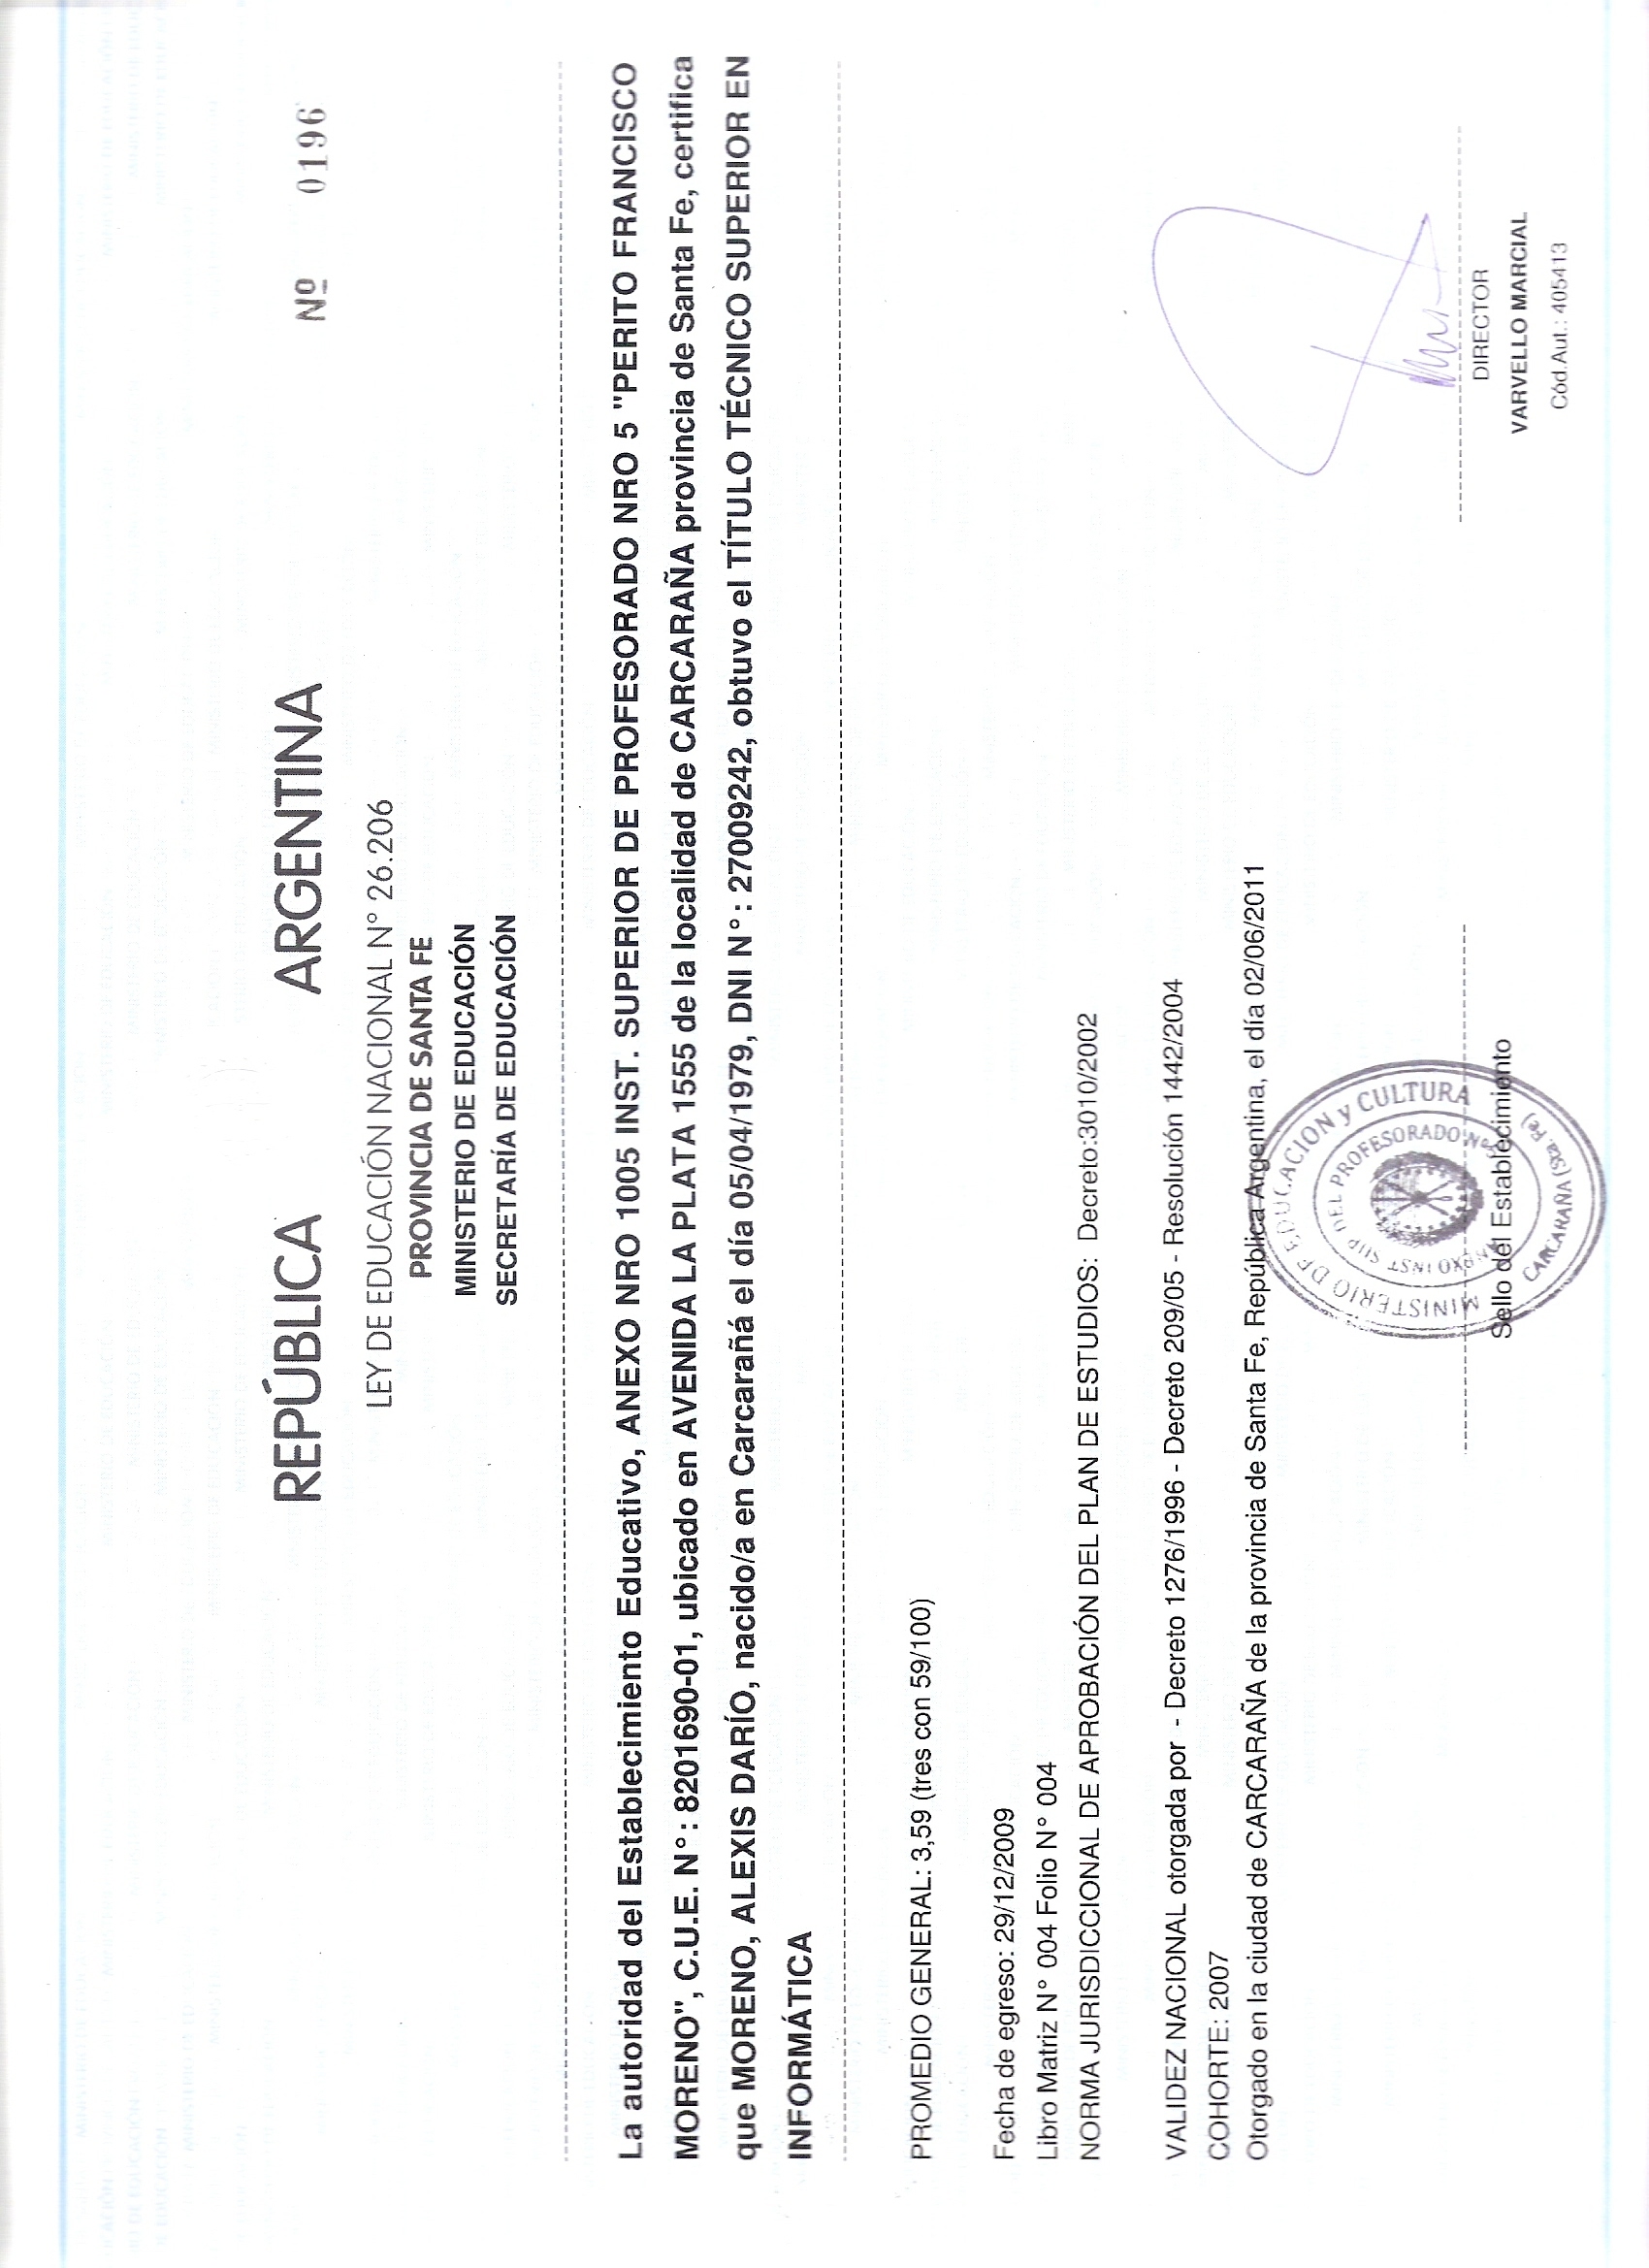 REPÚBLICA ARGENTINA
Nº 0196
LEY DE EDUCACIÓN NACIONAL N° 26.206
PROVINCIA DE SANTA FE
MINISTERIO DE EDUCACIÓN
SECRETARÍA DE EDUCACIÓN
La autoridad del Establecimiento Educativo, ANEXO NRO 1005 INST. SUPERIOR DE PROFESORADO NRO 5 "PERITO FRANCISCO
MORENO", C.U.E. N°: 8201690-01, ubicado en AVENIDA LA PLATA 1555 de la localidad de CARCARAÑA provincia de Santa Fe, certifica
que MORENO, ALEXIS DARÍO, nacido/a en Carcarañá el día 05/04/1979, DNI N°: 27009242, obtuvo el TÍTULO TÉCNICO SUPERIOR EN
INFORMÁTICA
PROMEDIO GENERAL: 3,59 (tres con 59/100)
Fecha de egreso: 29/12/2009
Libro Matriz N° 004 Folio N° 004
NORMA JURISDICCIONAL DE APROBACIÓN DEL PLAN DE ESTUDIOS: Decreto:3010/2002
VALIDEZ NACIONAL otorgada por - Decreto 1276/1996 - Decreto 209/05 - Resolución 1442/2004
COHORTE: 2007
Otorgado en la ciudad de CARCARAÑA de la provincia de Santa Fe, República Argentina, el día 02/06/2011
MINISTERIO DE EDUCACION y CULTURA
ANEXO INST SUP DEL PROFESORADO Nº5
CARCARAÑA (Sta. Fe)
Sello del Establecimiento
DIRECTOR
VARVELLO MARCIAL
Cód.Aut.: 405413